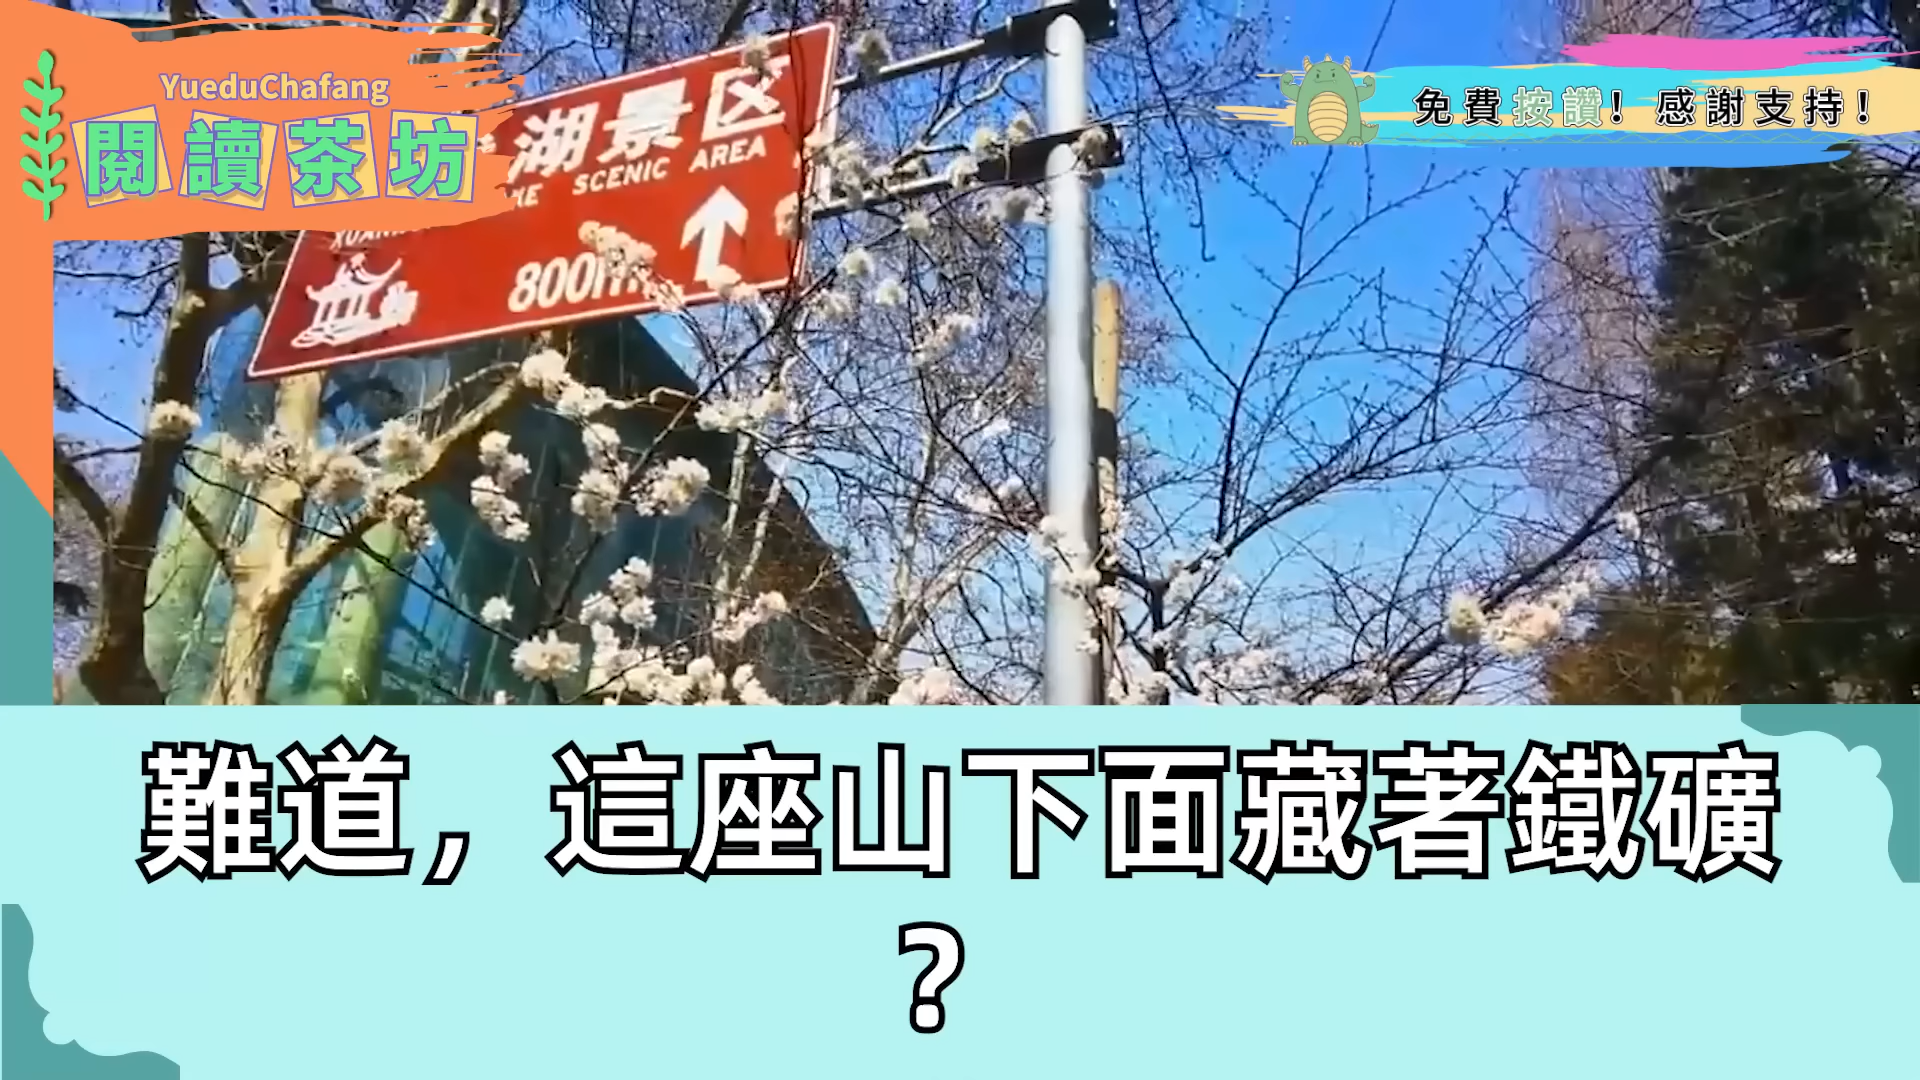 YueduChafang
閱讀茶坊
免費按讚！感謝支持！
湖景区
KE SCENIC AREA
800m
難道，這座山下面藏著鐵礦
？